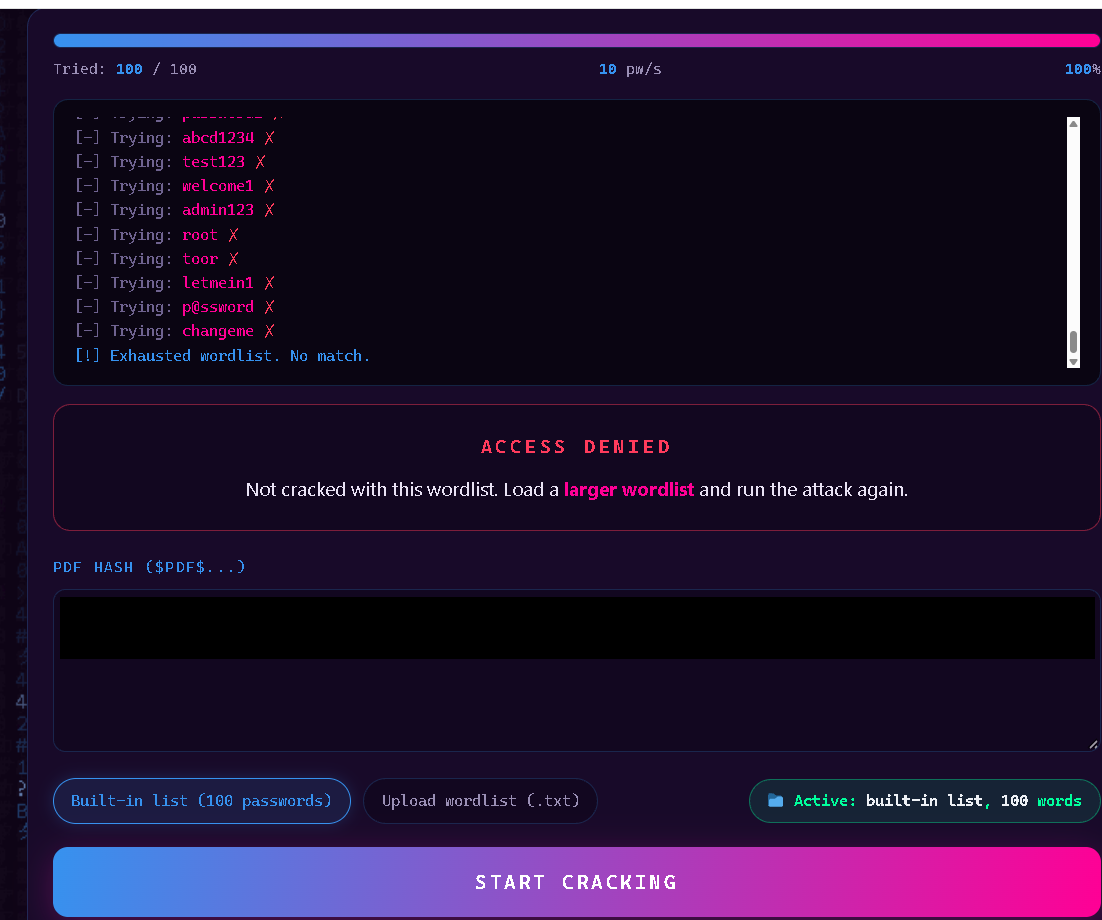 Tried: 100 / 100
10 pw/s
100%
[-] Trying:
[-] Trying: abcd1234 X
[-] Trying: test123 X
[-] Trying: welcome1 X
[-] Trying: admin123 X
[-] Trying: root X
[-] Trying: toor X
[-] Trying: letmein1 X
[-] Trying: p@ssword X
[-] Trying: changeme X
[!] Exhausted wordlist. No match.
ACCESS DENIED
Not cracked with this wordlist. Load a larger wordlist and run the attack again.
PDF HASH ($PDF$...)
Built-in list (100 passwords)
Upload wordlist (.txt)
Active: built-in list, 100 words
START CRACKING